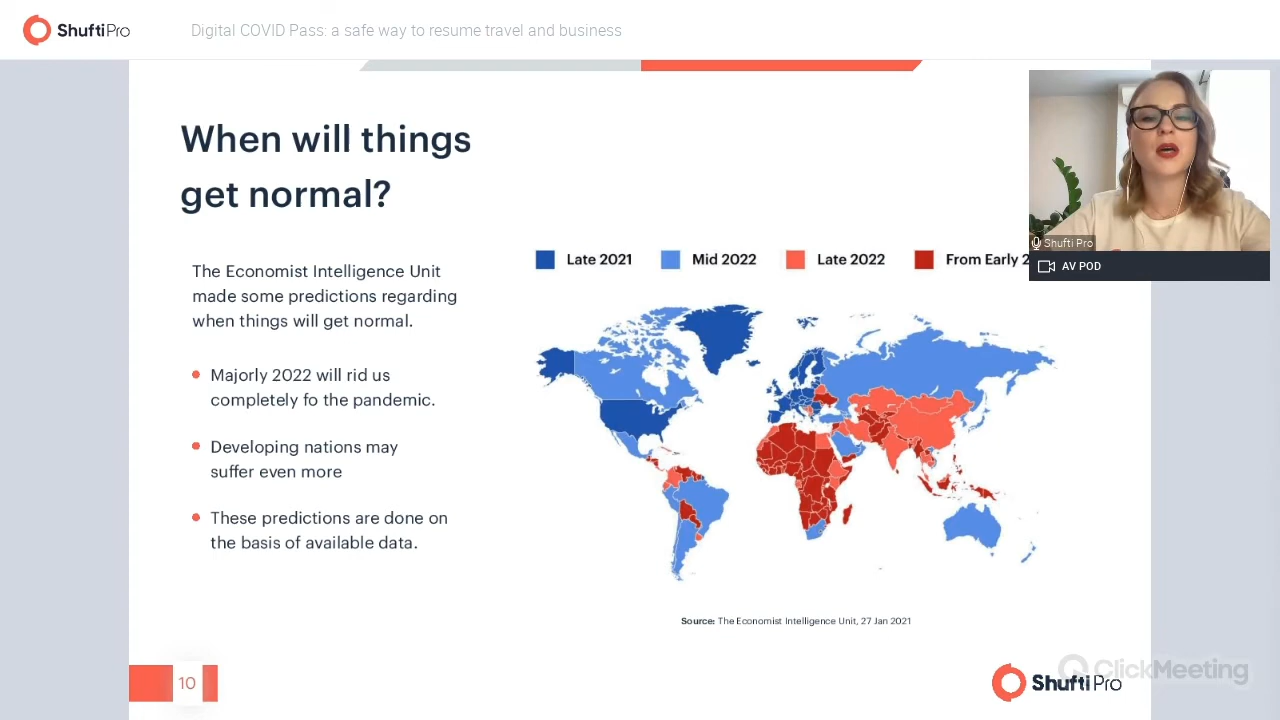 ShuftiPro
Digital COVID Pass: a safe way to resume travel and business
When will things
get normal?
Shufti Pro
AV POD
Late 2021
Mid 2022
Late 2022
From Early
The Economist Intelligence Unit
made some predictions regarding
when things will get normal.
Majorly 2022 will rid us
completely fo the pandemic.
Developing nations may
suffer even more
These predictions are done on
the basis of available data.
Source: The Economist Intelligence Unit, 27 Jan 2021
10
ShuftiPro
ClickMeeting